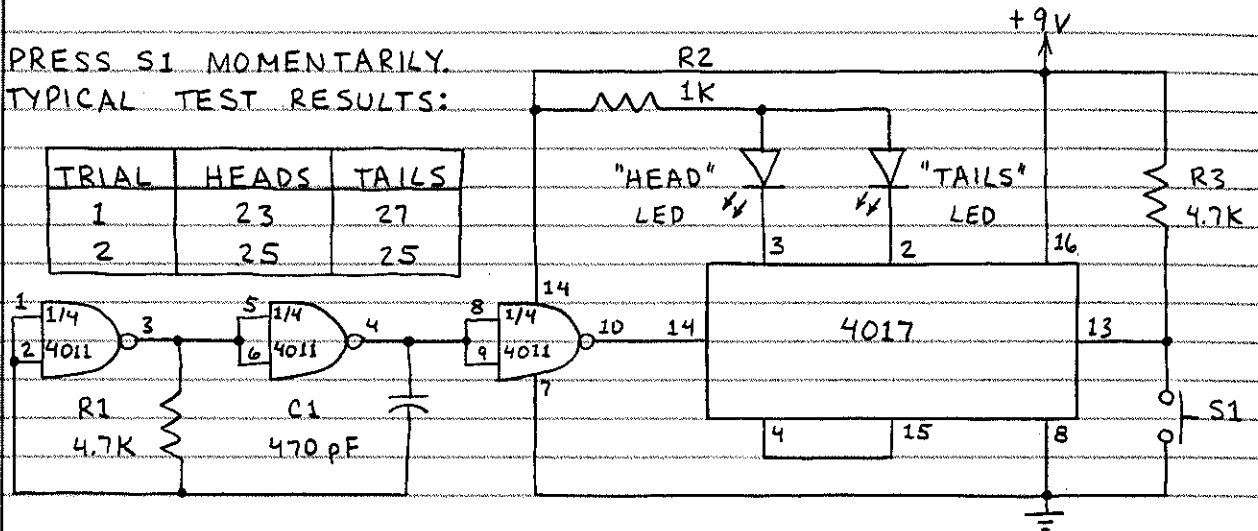 +9V
PRESS S1 MOMENTARILY.
TYPICAL TEST RESULTS:
R2
1K
TRIAL HEADS TAILS
1 23 27
2 25 25
"HEAD"
LED
"TAILS"
LED
R3
4.7K
3 2 16
14
1 1/4 3
2 4011
5 1/4 4
6 4011
8 1/4 10
9 4011
7
14 4017 13
4 15 8
R1
4.7K
C1
470 pF
S1